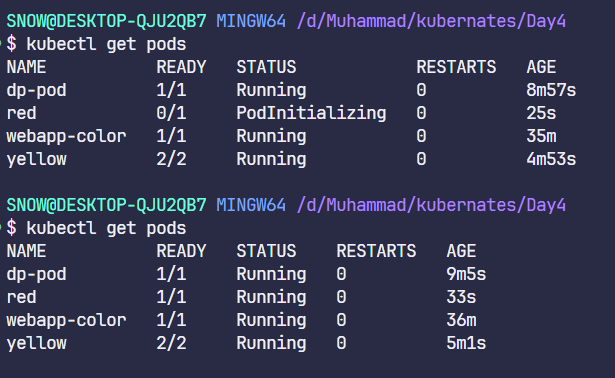 SNOW@DESKTOP-QJU2QB7 MINGW64 /d/Muhammad/kubernates/Day4
$ kubectl get pods
NAME READY STATUS RESTARTS AGE
dp-pod 1/1 Running 0 8m57s
red 0/1 PodInitializing 0 25s
webapp-color 1/1 Running 0 35m
yellow 2/2 Running 0 4m53s
SNOW@DESKTOP-QJU2QB7 MINGW64 /d/Muhammad/kubernates/Day4
$ kubectl get pods
NAME READY STATUS RESTARTS AGE
dp-pod 1/1 Running 0 9m5s
red 1/1 Running 0 33s
webapp-color 1/1 Running 0 36m
yellow 2/2 Running 0 5m1s